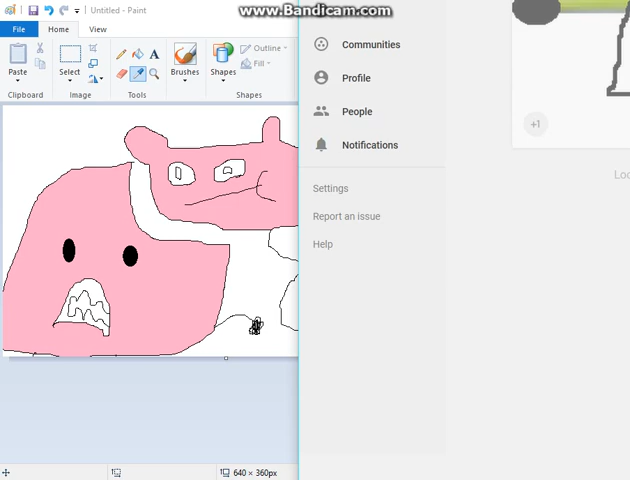 www.Bandicam.com
Untitled - Paint
File Home View
Paste
Select
Brushes
Shapes
Outline
Fill
Clipboard Image Tools Shapes
Communities
Profile
People
Notifications
Settings
Report an issue
Help
+1
Loc
640 × 360px